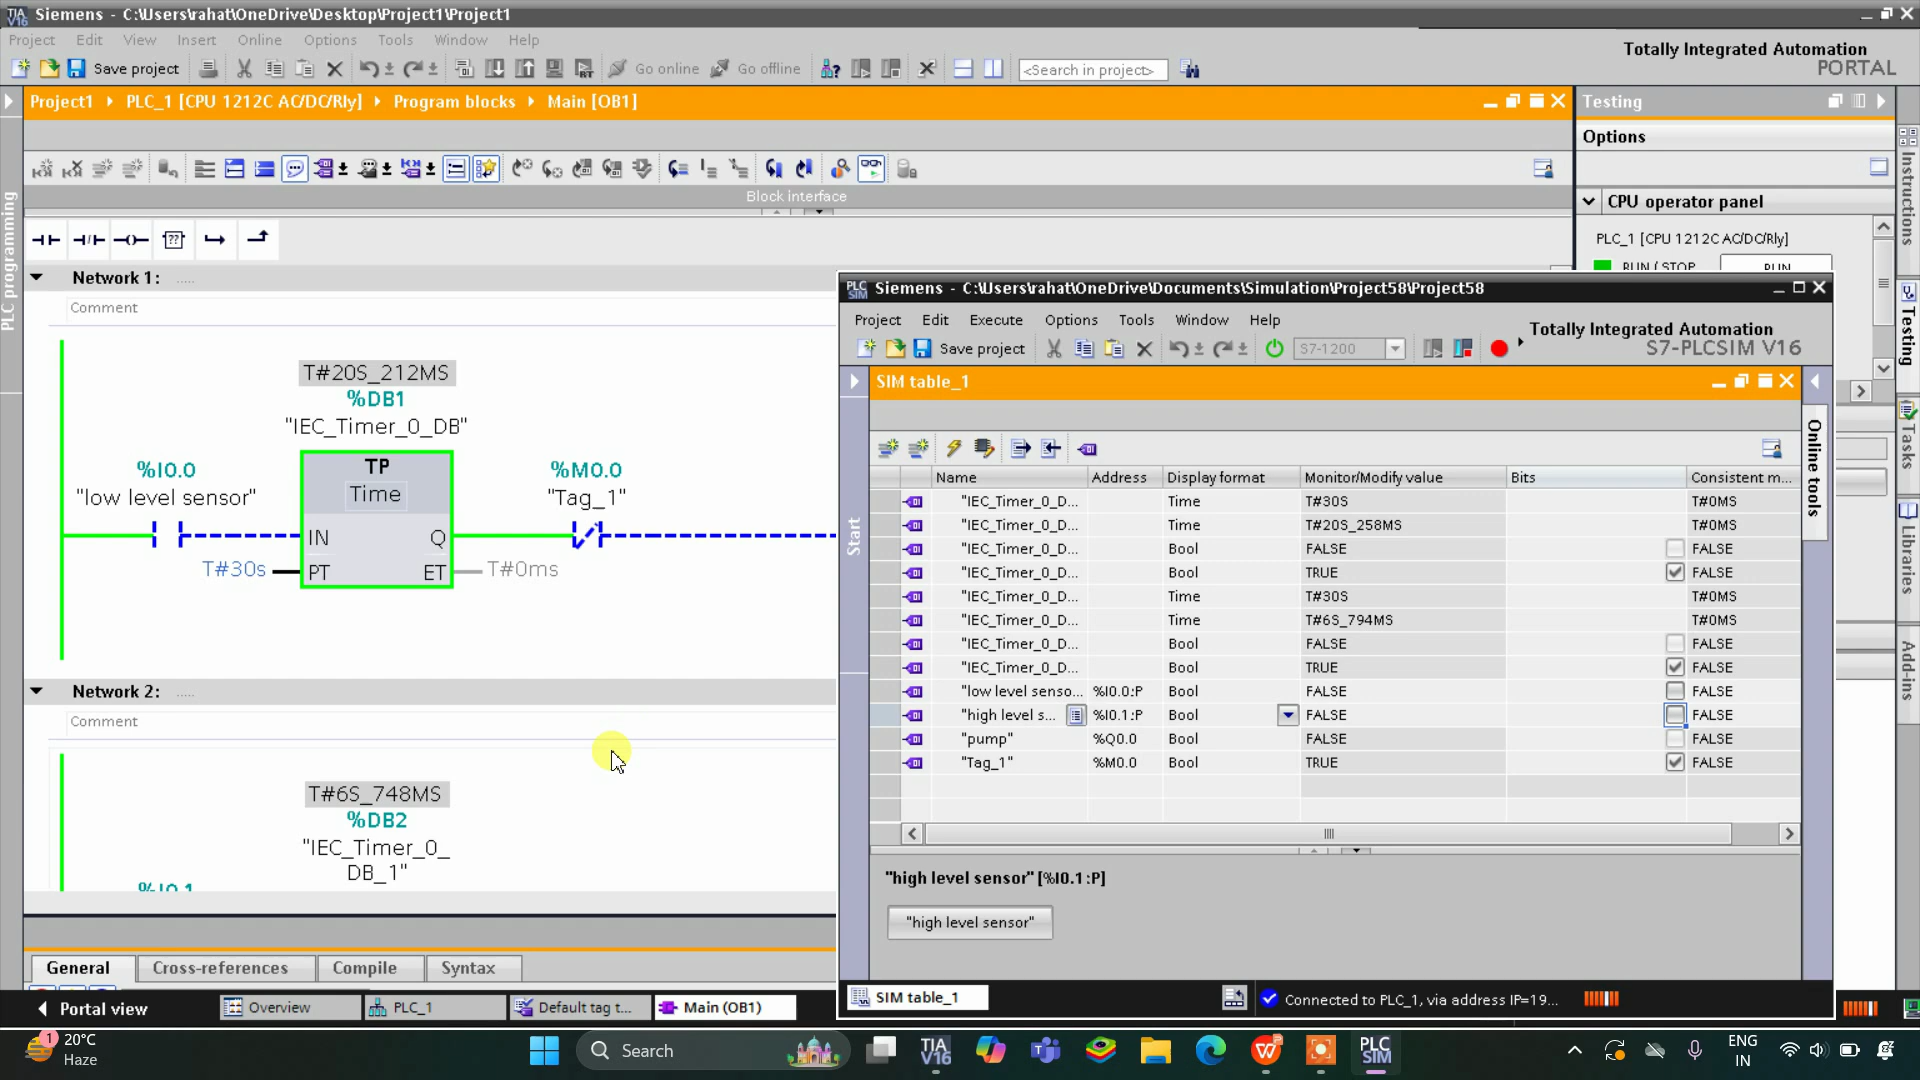 Siemens - C:\Users\rahat\OneDrive\Desktop\Project1\Project1
Project Edit View Insert Online Options Tools Window Help
Totally Integrated Automation
PORTAL
Save project Go online Go offline <Search in project>
Project1 PLC_1 [CPU 1212C AC/DC/Rly] Program blocks Main [OB1]
Testing
Options
Block interface
CPU operator panel
PLC_1 [CPU 1212C AC/DC/Rly]
RUN / STOP RUN
PLC programming
Instructions
Testing
Tasks
Libraries
Add-ins
Network 1: .....
Comment
T#20S_212MS
%DB1
"IEC_Timer_0_DB"
%I0.0
"low level sensor"
TP
Time
%M0.0
"Tag_1"
IN Q
T#30s PT ET T#0ms
Network 2: .....
Comment
T#6S_748MS
%DB2
"IEC_Timer_0_
DB_1"
%I0.1
General Cross-references Compile Syntax
Portal view Overview PLC_1 Default tag t... Main (OB1)
Siemens - C:\Users\rahat\OneDrive\Documents\Simulation\Project58\Project58
Project Edit Execute Options Tools Window Help
Totally Integrated Automation
S7-PLCSIM V16
Save project S7-1200
SIM table_1
Start
Online tools
Name Address Display format Monitor/Modify value Bits Consistent m...
"IEC_Timer_0_D... Time T#30S T#0MS
"IEC_Timer_0_D... Time T#20S_258MS T#0MS
"IEC_Timer_0_D... Bool FALSE FALSE
"IEC_Timer_0_D... Bool TRUE FALSE
"IEC_Timer_0_D... Time T#30S T#0MS
"IEC_Timer_0_D... Time T#6S_794MS T#0MS
"IEC_Timer_0_D... Bool FALSE FALSE
"IEC_Timer_0_D... Bool TRUE FALSE
"low level senso... %I0.0:P Bool FALSE FALSE
"high level s... %I0.1:P Bool FALSE FALSE
"pump" %Q0.0 Bool FALSE FALSE
"Tag_1" %M0.0 Bool TRUE FALSE
"high level sensor" [%I0.1:P]
"high level sensor"
SIM table_1 Connected to PLC_1, via address IP=19...
1
20°C
Haze
Search
TIA
V16
PLC
SIM
ENG
IN